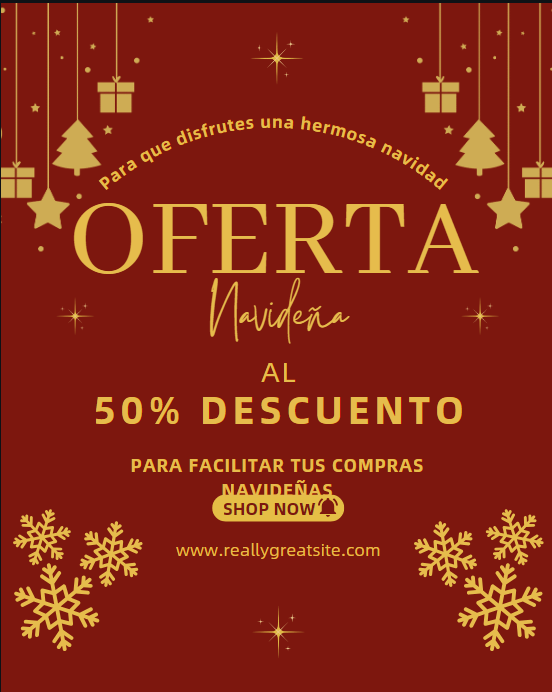 Para que disfrutes una hermosa navidad
OFERTA
Navideña
AL
50% DESCUENTO
PARA FACILITAR TUS COMPRAS
NAVIDEÑAS
SHOP NOW
www.reallygreatsite.com